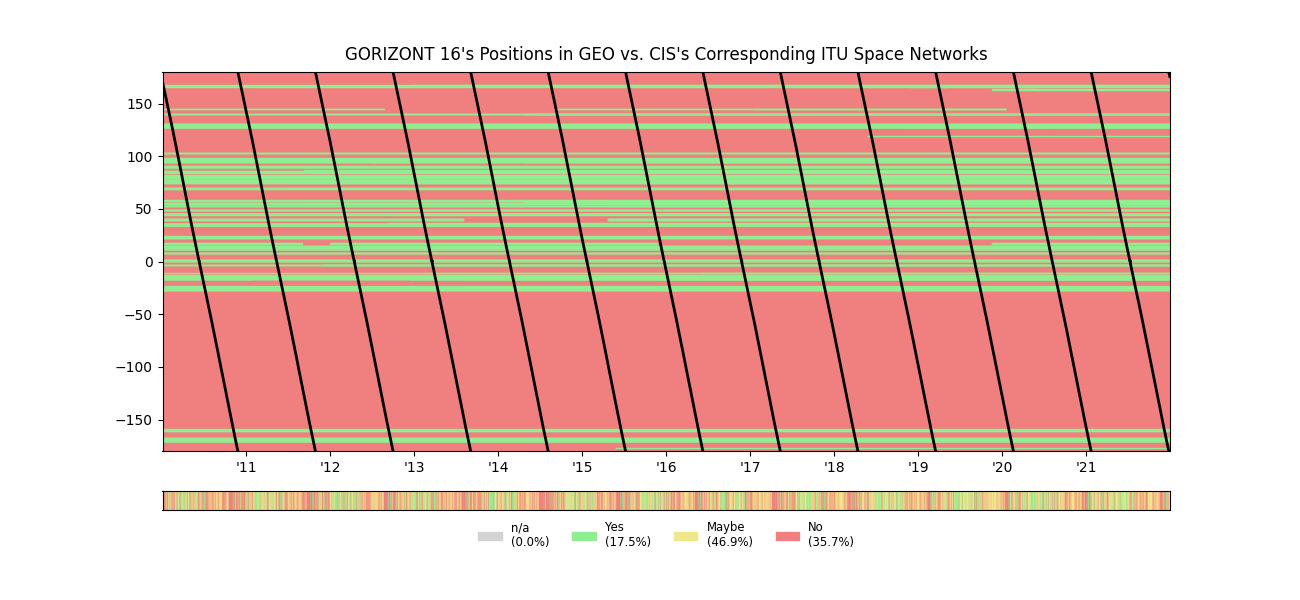 GORIZONT 16's Positions in GEO vs. CIS's Corresponding ITU Space Networks
150
100
50
0
−50
−100
−150
'11 '12 '13 '14 '15 '16 '17 '18 '19 '20 '21
n/a Yes Maybe No
(0.0%) (17.5%) (46.9%) (35.7%)